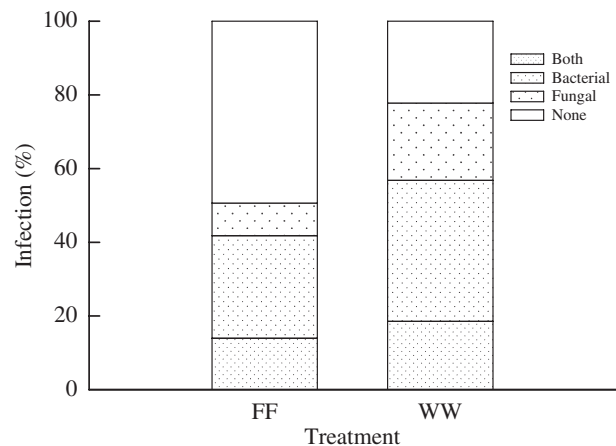 100
80
60
40
20
0
Infection (%)
FF
WW
Treatment
Both
Bacterial
Fungal
None